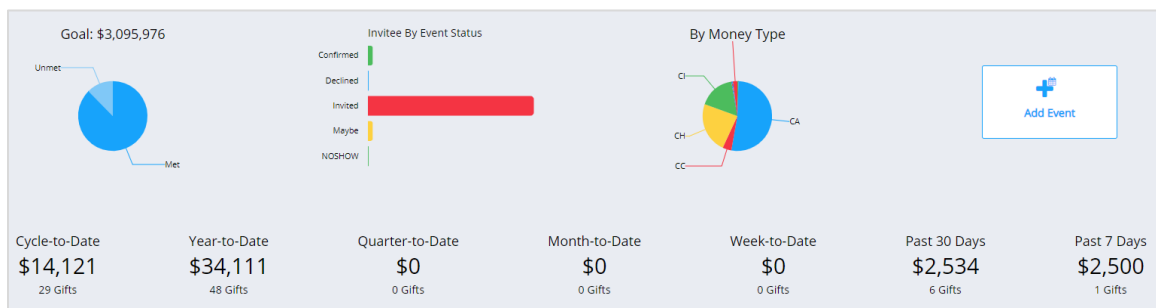 Goal: $3,095,976
Unmet
Met
Invitee By Event Status
Confirmed
Declined
Invited
Maybe
NOSHOW
By Money Type
CI
CH
CC
CA
Add Event
Cycle-to-Date
$14,121
29 Gifts
Year-to-Date
$34,111
48 Gifts
Quarter-to-Date
$0
0 Gifts
Month-to-Date
$0
0 Gifts
Week-to-Date
$0
0 Gifts
Past 30 Days
$2,534
6 Gifts
Past 7 Days
$2,500
1 Gifts